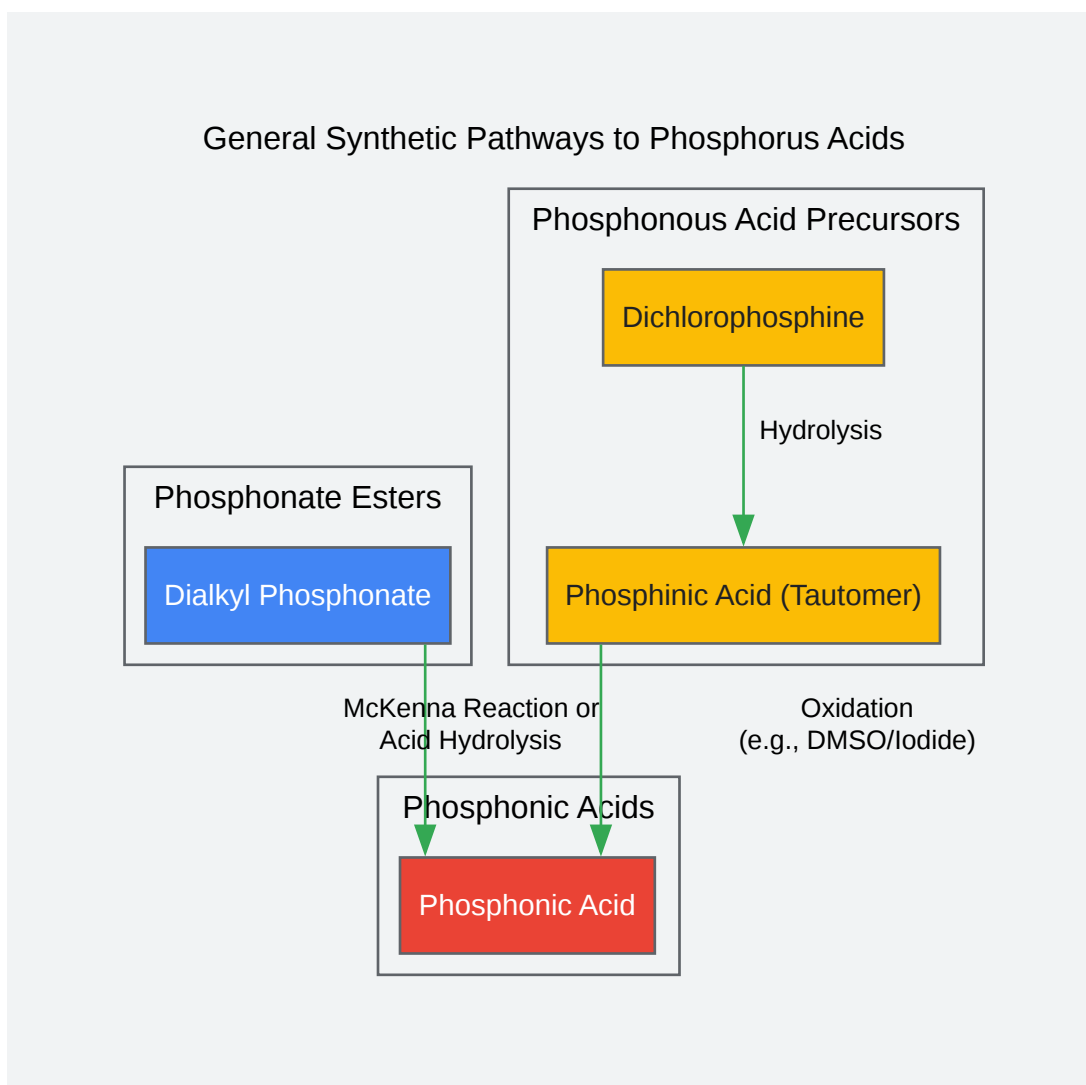 General Synthetic Pathways to Phosphorus Acids
Phosphonous Acid Precursors
Dichlorophosphine
Hydrolysis
Phosphonate Esters
Dialkyl Phosphonate
Phosphinic Acid (Tautomer)
McKenna Reaction or
Acid Hydrolysis
Oxidation
(e.g., DMSO/Iodide)
Phosphonic Acids
Phosphonic Acid